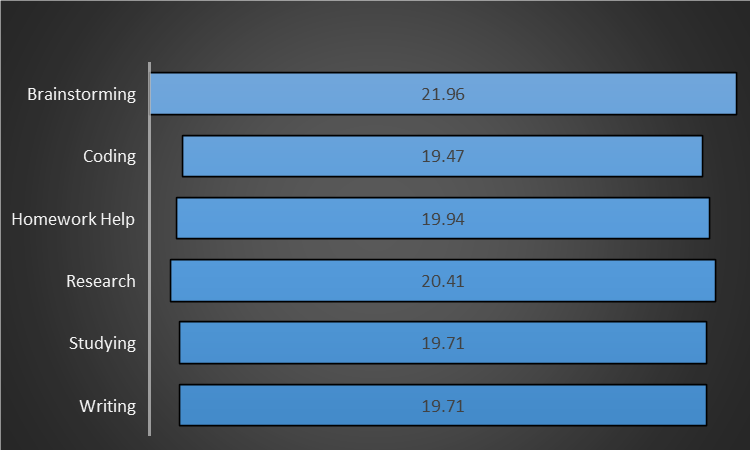 Brainstorming 21.96
Coding 19.47
Homework Help 19.94
Research 20.41
Studying 19.71
Writing 19.71